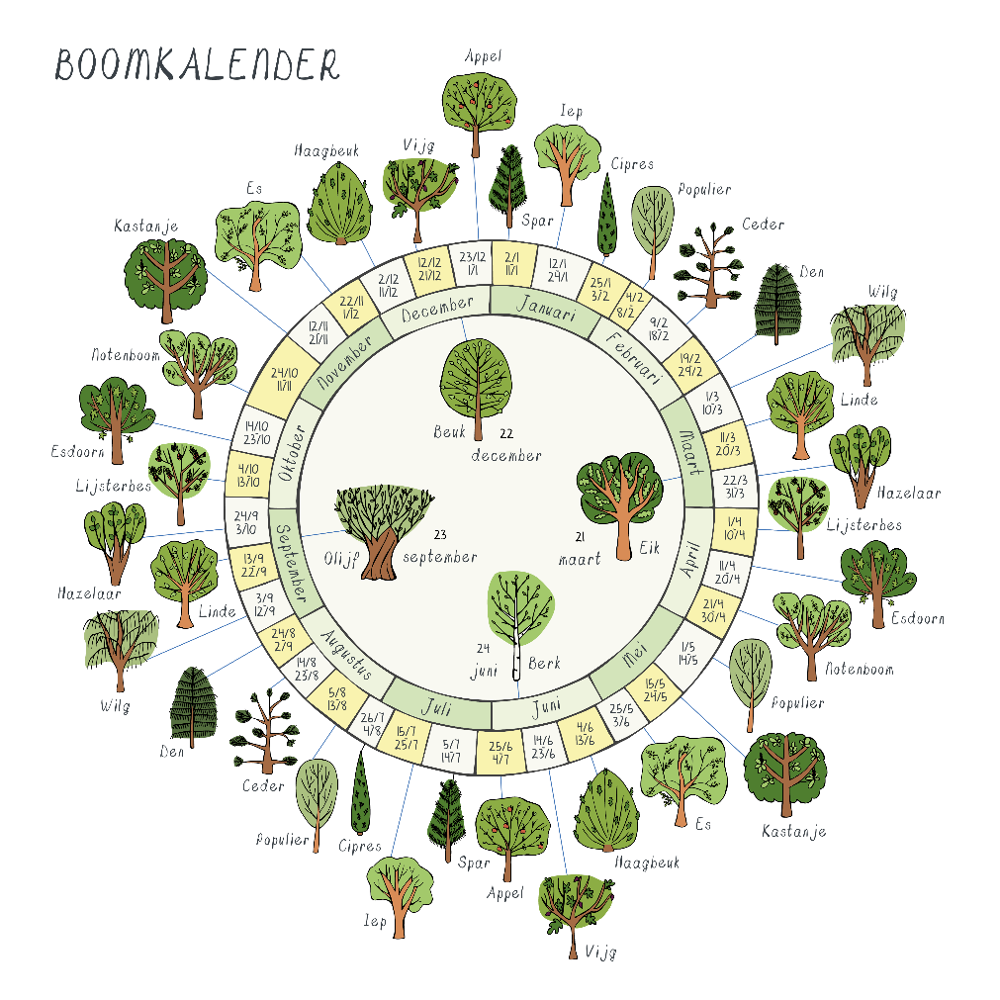 BOOMKALENDER
Appel
Iep
Cipres
Populier
Ceder
Den
Wilg
Linde
Hazelaar
Lijsterbes
Esdoorn
Notenboom
Populier
Kastanje
Es
Haagbeuk
Vijg
Appel
Spar
Iep
Cipres
Populier
Ceder
Den
Wilg
Linde
Hazelaar
Lijsterbes
Esdoorn
Notenboom
Kastanje
Es
Haagbeuk
Vijg
Spar
23/12
1/1
2/1
11/1
12/1
24/1
25/1
3/2
4/2
8/2
9/2
18/2
19/2
29/2
1/3
10/3
11/3
20/3
22/3
31/3
1/4
10/4
11/4
20/4
21/4
30/4
1/5
14/5
15/5
24/5
25/5
3/6
4/6
13/6
14/6
23/6
25/6
4/7
5/7
14/7
15/7
25/7
26/7
4/8
5/8
13/8
14/8
23/8
24/8
2/9
3/9
12/9
13/9
22/9
24/9
3/10
4/10
13/10
14/10
23/10
24/10
11/11
12/11
21/11
22/11
1/12
2/12
11/12
12/12
21/12
Januari
Februari
Maart
April
Mei
Juni
Juli
Augustus
September
Oktober
November
December
Beuk
22
december
21
maart
Eik
24
juni
Berk
Olijf
23
september